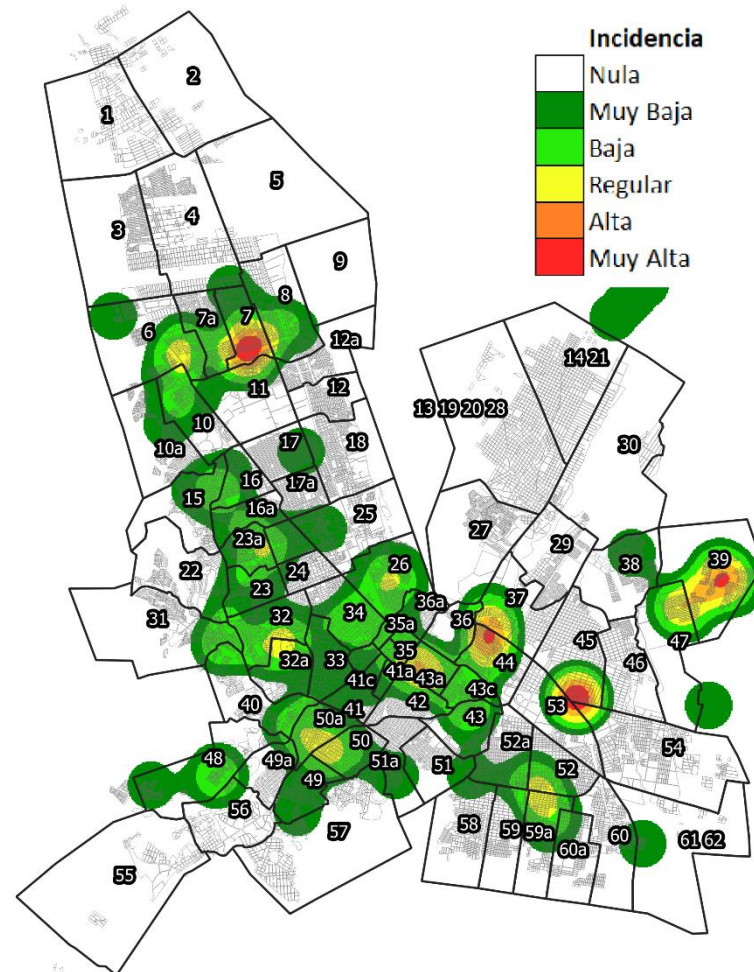 Incidencia
Nula
Muy Baja
Baja
Regular
Alta
Muy Alta
2
1
5
4
3
9
8
7a
7
6
12a
14 21
11
12
13 19 20 28
10
30
17
18
10a
16
17a
15
16a
25
27
23a
29
26
38
39
22
24
23
37
36a
34
32
36
31
35a
45
47
35
33
32a
44
46
41a
41c
43a
43c
42
40
41
53
50a
43
50
52a
54
48
49a
51a
51
52
49
56
58
59
59a
60
57
61 62
60a
55